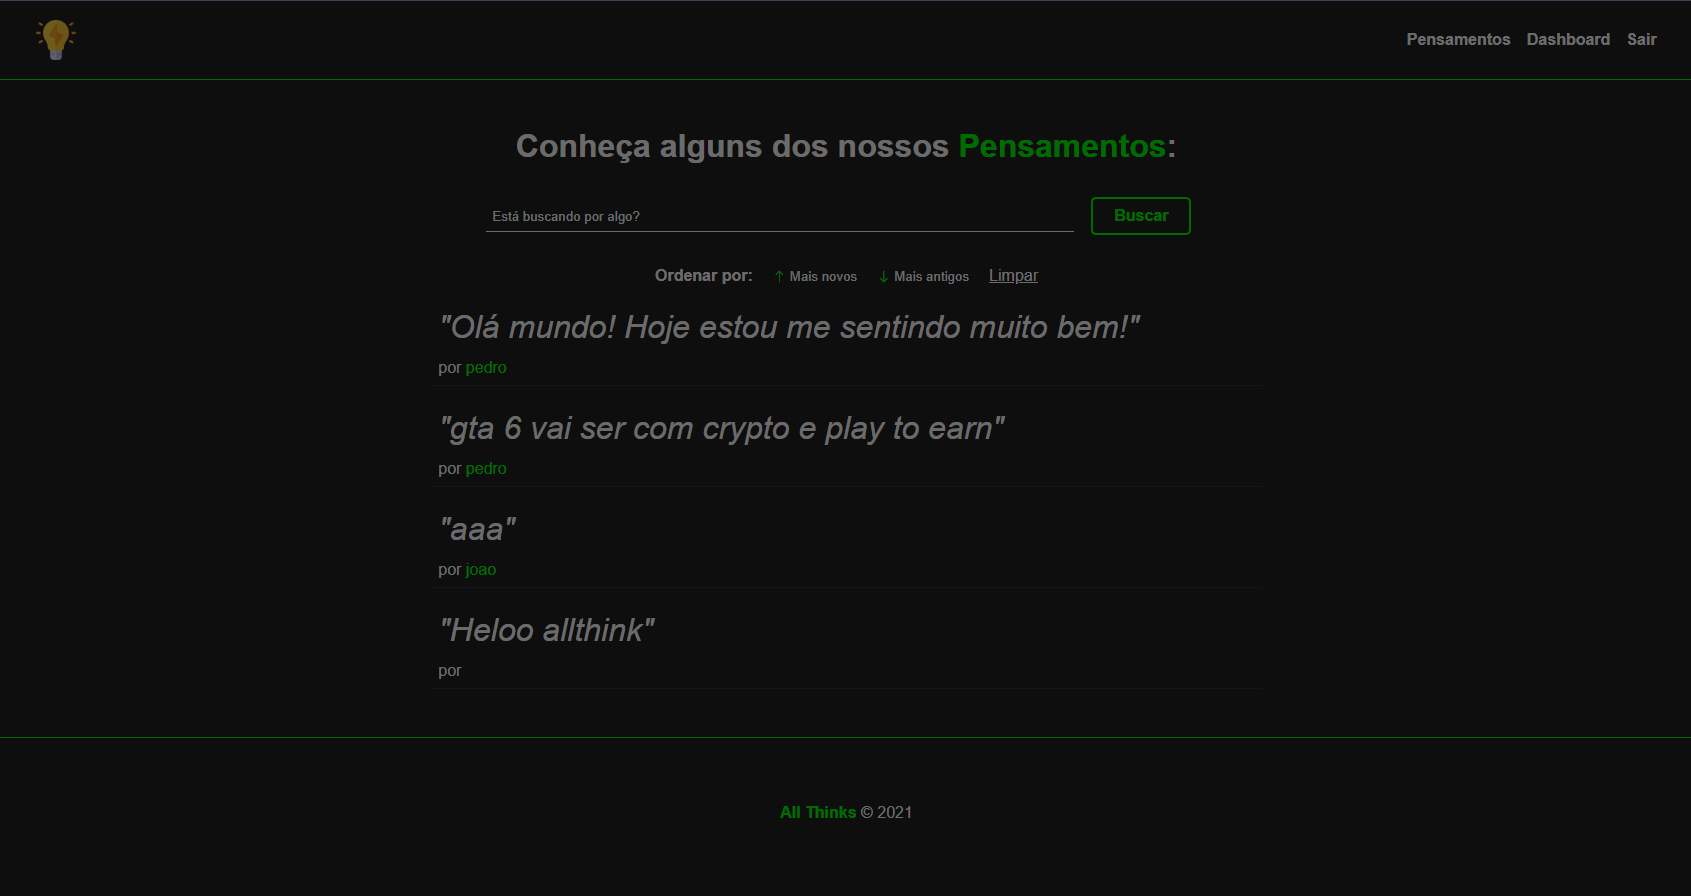 Pensamentos Dashboard Sair
Conheça alguns dos nossos Pensamentos:
Está buscando por algo? Buscar
Ordenar por: ↑ Mais novos ↓ Mais antigos Limpar
"Olá mundo! Hoje estou me sentindo muito bem!"
por pedro
"gta 6 vai ser com crypto e play to earn"
por pedro
"aaa"
por joao
"Heloo allthink"
por
All Thinks © 2021